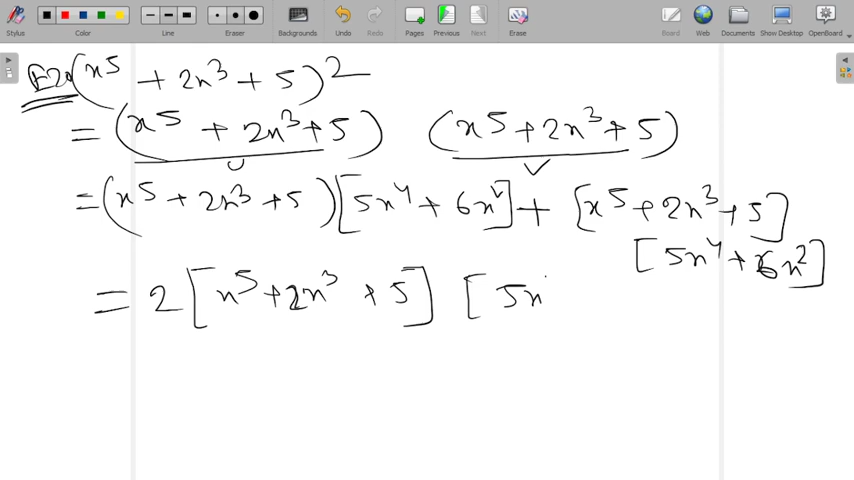 Stylus Color Line Eraser Backgrounds Undo Redo Pages Previous Next Erase Board Web Documents Show Desktop OpenBoard
(x⁵ + 2x³ + 5)²
= (x⁵ + 2x³ + 5) (x⁵ + 2x³ + 5)
= (x⁵ + 2x³ + 5) [5x⁴ + 6x²] + [x⁵ + 2x³ + 5]
[5x⁴ + 6x²]
= 2 [x⁵ + 2x³ + 5] [5x